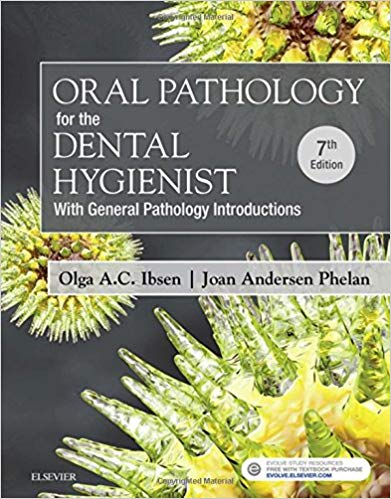 ORAL PATHOLOGY
for the
DENTAL
HYGIENIST
With General Pathology Introductions
7th
Edition
Olga A.C. Ibsen | Joan Andersen Phelan
ELSEVIER
EVOLVE STUDY RESOURCES
FREE WITH TEXTBOOK PURCHASE
EVOLVE.ELSEVIER.COM